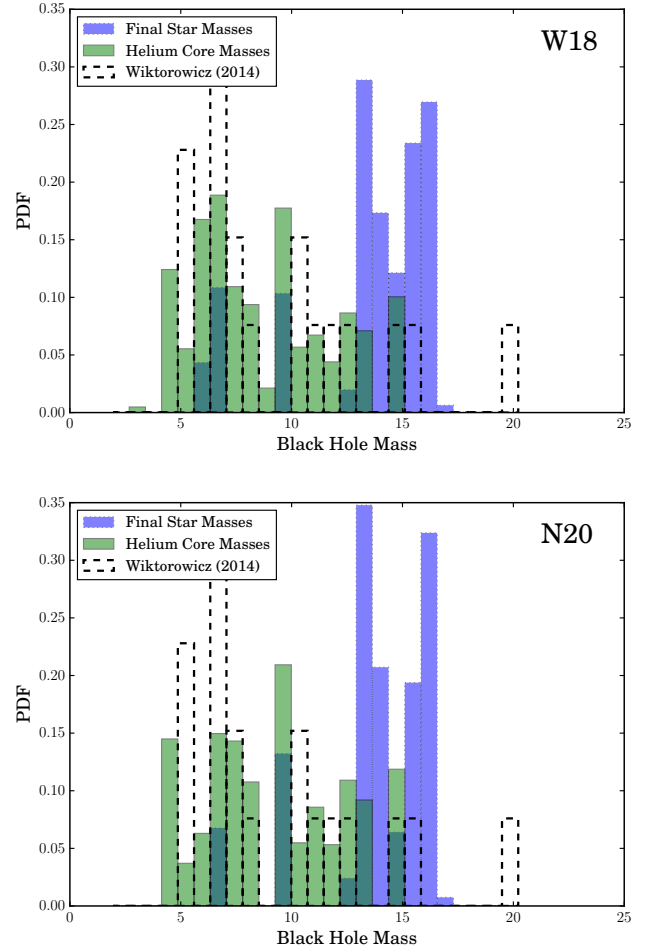 W18
Final Star Masses
Helium Core Masses
Wiktorowicz (2014)
PDF
0.35
0.30
0.25
0.20
0.15
0.10
0.05
0.00
0 5 10 15 20 25
Black Hole Mass
N20
Final Star Masses
Helium Core Masses
Wiktorowicz (2014)
PDF
0.35
0.30
0.25
0.20
0.15
0.10
0.05
0.00
0 5 10 15 20 25
Black Hole Mass